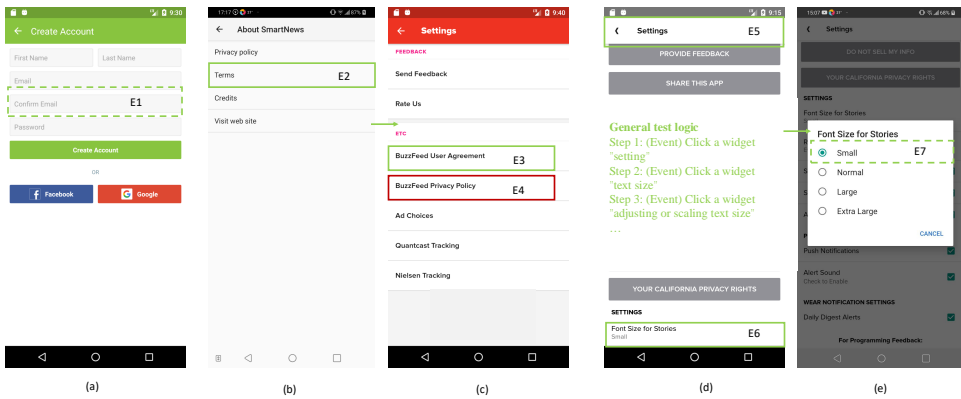 9:30
← Create Account
First Name
Last Name
Email
Confirm Email
E1
Password
Create Account
OR
Facebook
G Google
(a)
17:17
87%
← About SmartNews
Privacy policy
Terms
E2
Credits
Visit web site
(b)
9:40
← Settings
FEEDBACK
Send Feedback
Rate Us
ETC
BuzzFeed User Agreement
E3
BuzzFeed Privacy Policy
E4
Ad Choices
Quantcast Tracking
Nielsen Tracking
(c)
9:15
Settings
E5
PROVIDE FEEDBACK
SHARE THIS APP
General test logic
Step 1: (Event) Click a widget
"setting"
Step 2: (Event) Click a widget
"text size"
Step 3: (Event) Click a widget
"adjusting or scaling text size"
...
YOUR CALIFORNIA PRIVACY RIGHTS
SETTINGS
Font Size for Stories
Small
E6
(d)
15:07
68%
Settings
DO NOT SELL MY INFO
YOUR CALIFORNIA PRIVACY RIGHTS
SETTINGS
Font Size for Stories
Font Size for Stories
Small
E7
Normal
Large
Extra Large
CANCEL
Push Notifications
Alert Sound
Check to Enable
WEAR NOTIFICATION SETTINGS
Daily Digest Alerts
For Programming Feedback:
(e)